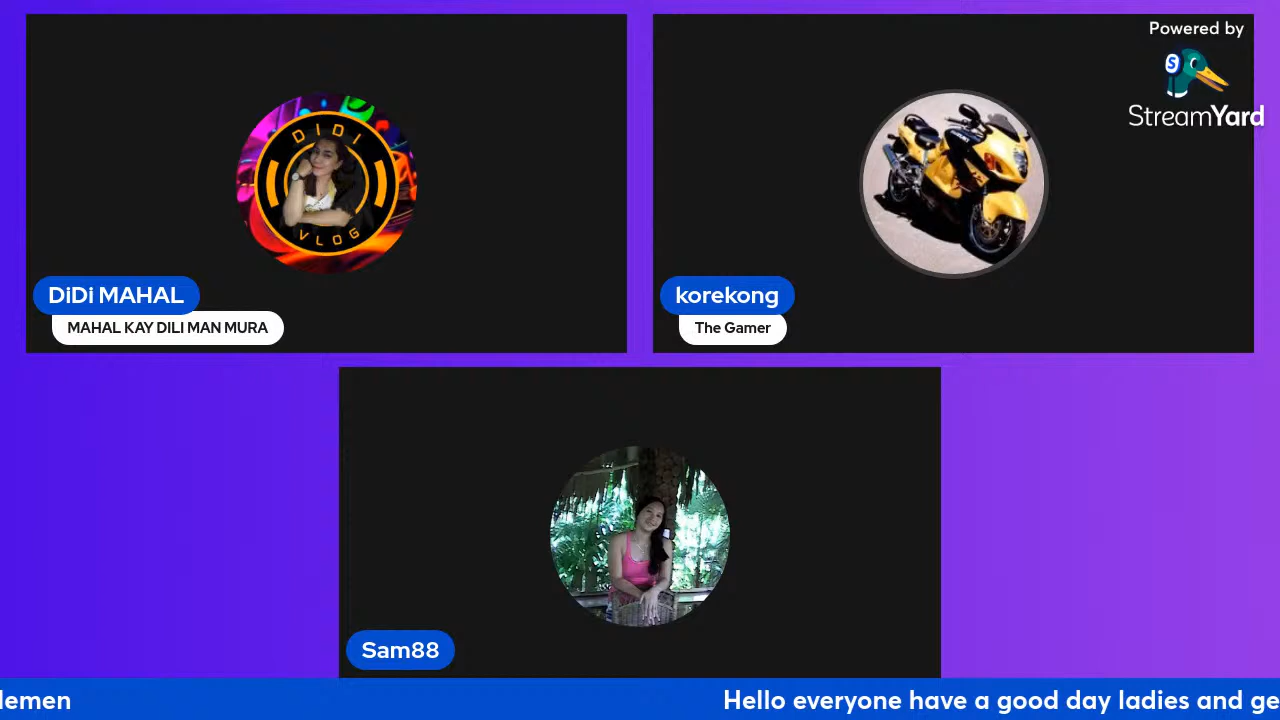 Powered by
StreamYard
DIDI
VLOG
DiDi MAHAL
MAHAL KAY DILI MAN MURA
korekong
The Gamer
Sam88
lemen
Hello everyone have a good day ladies and ge